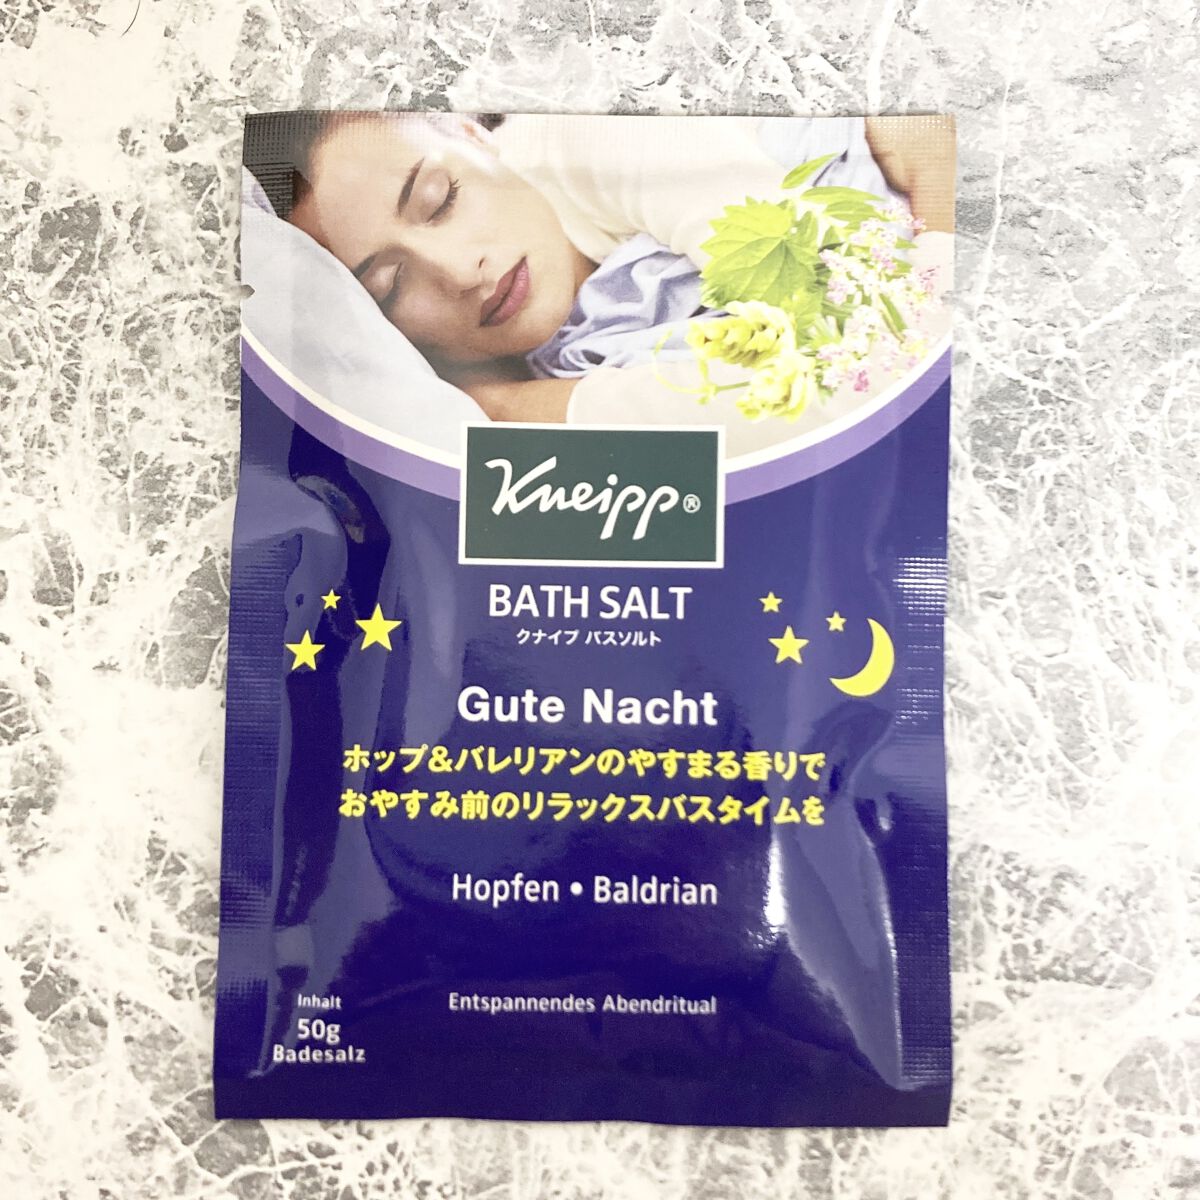 Kneipp®
BATH SALT
クナイプ バスソルト
Gute Nacht
ホップ&バレリアンのやすまる香りで
おやすみ前のリラックスバスタイムを
Hopfen • Baldrian
Entspannendes Abendritual
Inhalt
50g
Badesalz